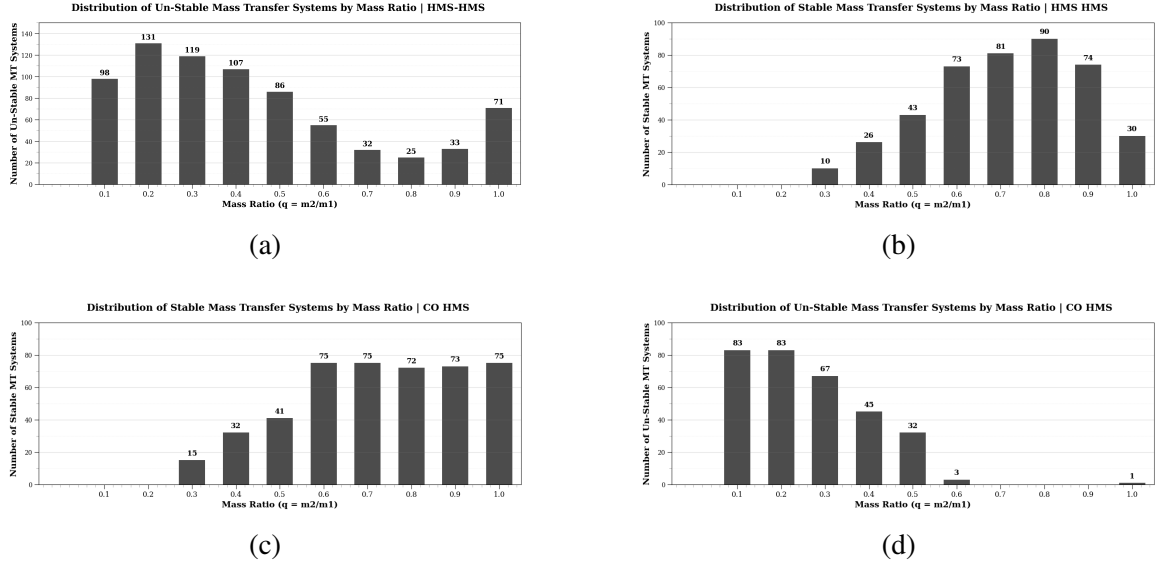 Distribution of Un-Stable Mass Transfer Systems by Mass Ratio | HMS-HMS
Number of Un-Stable MT Systems
140
120
100
80
60
40
20
0
98
131
119
107
86
55
32
25
33
71
0.1 0.2 0.3 0.4 0.5 0.6 0.7 0.8 0.9 1.0
Mass Ratio (q = m2/m1)
(a)
Distribution of Stable Mass Transfer Systems by Mass Ratio | HMS HMS
Number of Stable MT Systems
100
80
60
40
20
0
10
26
43
73
81
90
74
30
0.1 0.2 0.3 0.4 0.5 0.6 0.7 0.8 0.9 1.0
Mass Ratio (q = m2/m1)
(b)
Distribution of Stable Mass Transfer Systems by Mass Ratio | CO HMS
Number of Stable MT Systems
100
80
60
40
20
0
15
32
41
75
75
72
73
75
0.1 0.2 0.3 0.4 0.5 0.6 0.7 0.8 0.9 1.0
Mass Ratio (q = m2/m1)
(c)
Distribution of Un-Stable Mass Transfer Systems by Mass Ratio | CO HMS
Number of Un-Stable MT Systems
100
80
60
40
20
0
83
83
67
45
32
3
1
0.1 0.2 0.3 0.4 0.5 0.6 0.7 0.8 0.9 1.0
Mass Ratio (q = m2/m1)
(d)